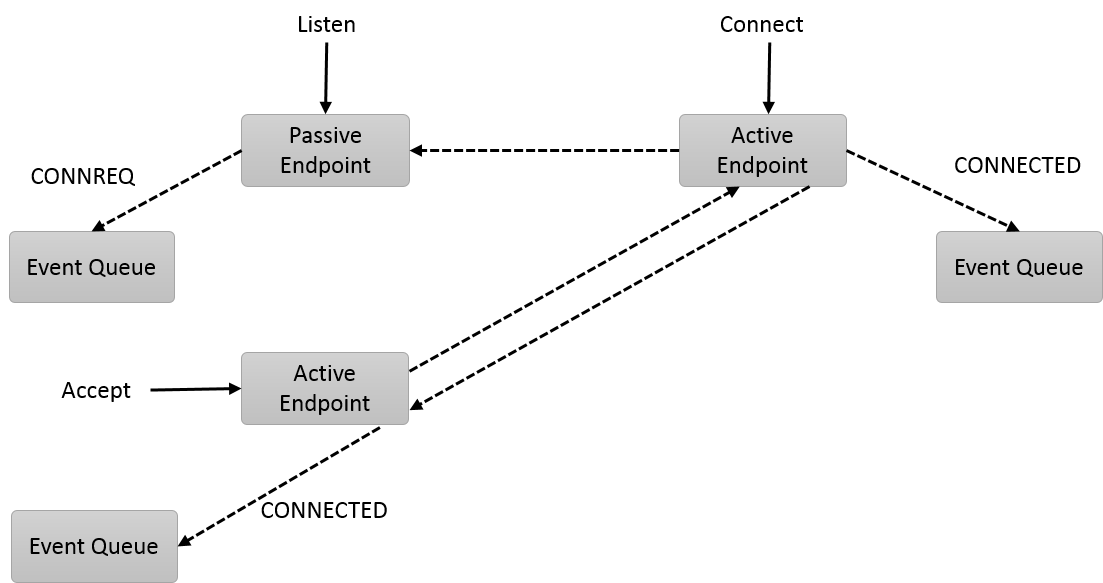 Listen
Connect
Passive
Endpoint
Active
Endpoint
CONNREQ
CONNECTED
Event Queue
Event Queue
Accept
Active
Endpoint
CONNECTED
Event Queue